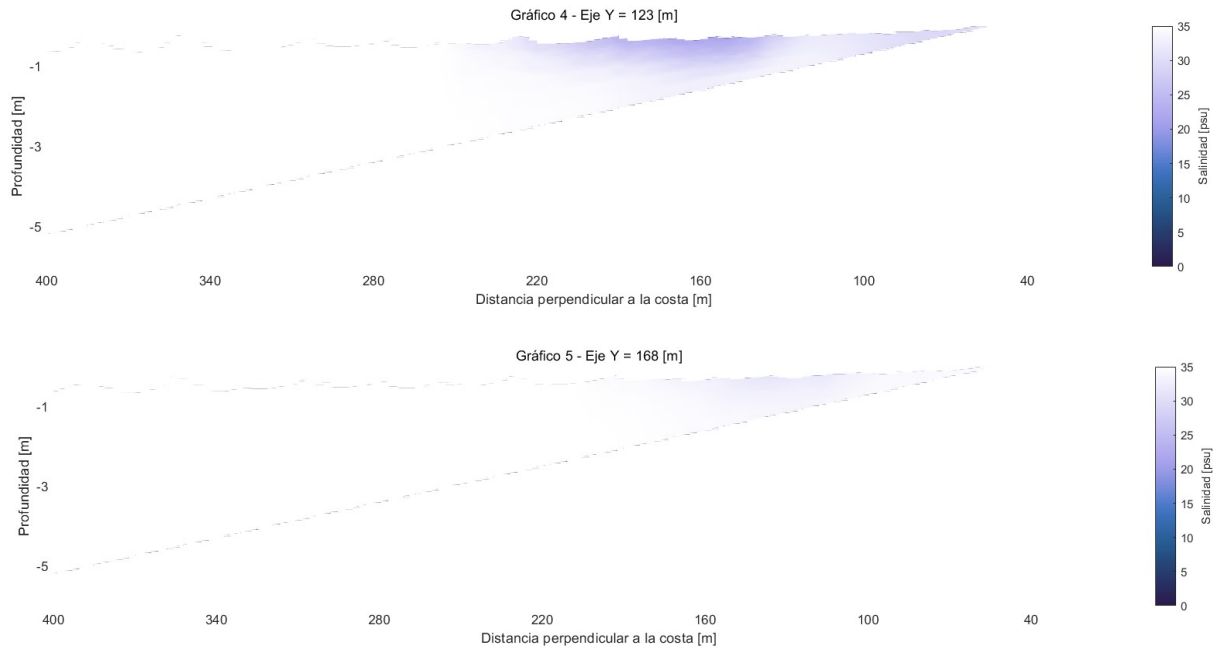 Gráfico 4 - Eje Y = 123 [m]
Profundidad [m]
-1
-3
-5
400 340 280 220 160 100 40
Distancia perpendicular a la costa [m]
35
30
25
20
15
10
5
0
Salinidad [psu]
Gráfico 5 - Eje Y = 168 [m]
Profundidad [m]
-1
-3
-5
400 340 280 220 160 100 40
Distancia perpendicular a la costa [m]
35
30
25
20
15
10
5
0
Salinidad [psu]